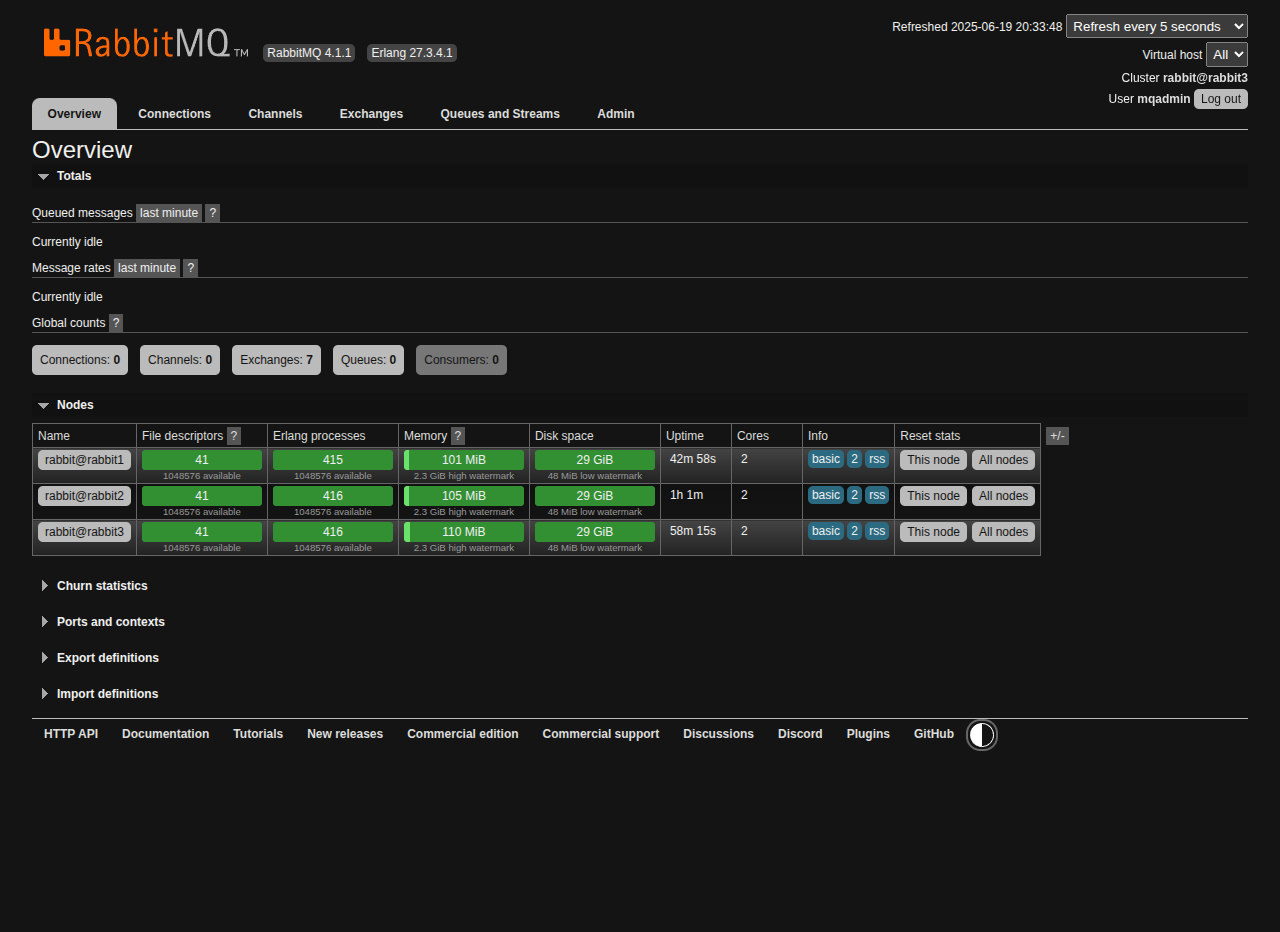 RabbitMQ TM RabbitMQ 4.1.1 Erlang 27.3.4.1
Refreshed 2025-06-19 20:33:48 Refresh every 5 seconds
Virtual host All
Cluster rabbit@rabbit3
User mqadmin Log out
Overview Connections Channels Exchanges Queues and Streams Admin
Overview
Totals
Queued messages last minute ?
Currently idle
Message rates last minute ?
Currently idle
Global counts ?
Connections: 0 Channels: 0 Exchanges: 7 Queues: 0 Consumers: 0
Nodes
Name File descriptors ? Erlang processes Memory ? Disk space Uptime Cores Info Reset stats +/-
rabbit@rabbit1 41 415 101 MiB 29 GiB 42m 58s 2 basic 2 rss This node All nodes
1048576 available 1048576 available 2.3 GiB high watermark 48 MiB low watermark
rabbit@rabbit2 41 416 105 MiB 29 GiB 1h 1m 2 basic 2 rss This node All nodes
1048576 available 1048576 available 2.3 GiB high watermark 48 MiB low watermark
rabbit@rabbit3 41 416 110 MiB 29 GiB 58m 15s 2 basic 2 rss This node All nodes
1048576 available 1048576 available 2.3 GiB high watermark 48 MiB low watermark
Churn statistics
Ports and contexts
Export definitions
Import definitions
HTTP API Documentation Tutorials New releases Commercial edition Commercial support Discussions Discord Plugins GitHub